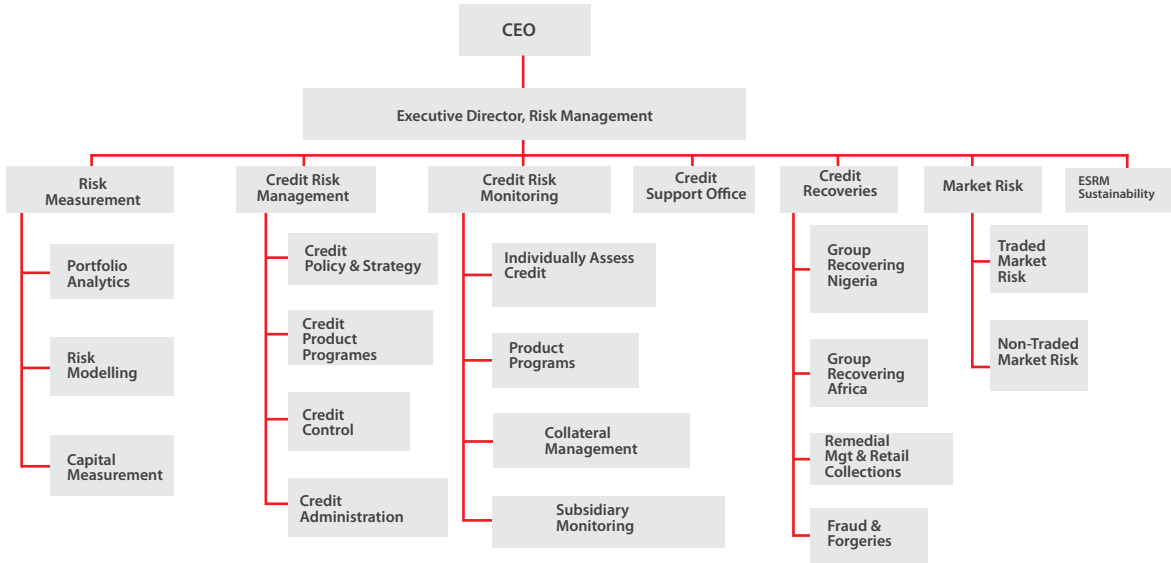 CEO
Executive Director, Risk Management
Risk
Measurement
Credit Risk
Management
Credit Risk
Monitoring
Credit
Support Office
Credit
Recoveries
Market Risk
ESRM
Sustainability
Portfolio
Analytics
Risk
Modelling
Capital
Measurement
Credit
Policy & Strategy
Credit
Product
Programes
Credit
Control
Credit
Administration
Individually Assess
Credit
Product
Programs
Collateral
Management
Subsidiary
Monitoring
Group
Recovering
Nigeria
Group
Recovering
Africa
Remedial
Mgt & Retail
Collections
Fraud &
Forgeries
Traded
Market
Risk
Non-Traded
Market Risk